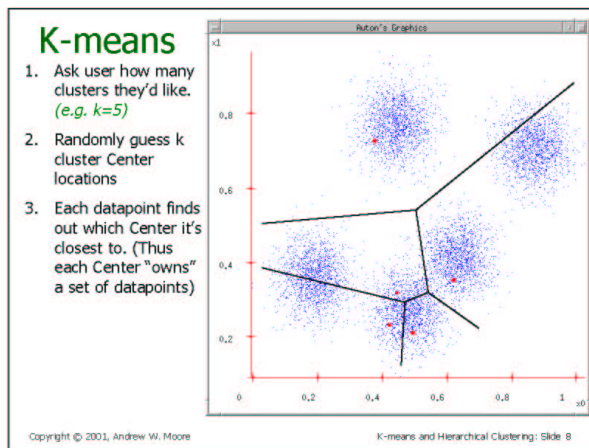 K-means
1. Ask user how many
clusters they'd like.
(e.g. k=5)
2. Randomly guess k
cluster Center
locations
3. Each datapoint finds
out which Center it's
closest to. (Thus
each Center "owns"
a set of datapoints)
Auton's Graphics
x1
0.8
0.6
0.4
0.2
0 0.2 0.4 0.6 0.8 1 x0
Copyright © 2001, Andrew W. Moore
K-means and Hierarchical Clustering: Slide 8